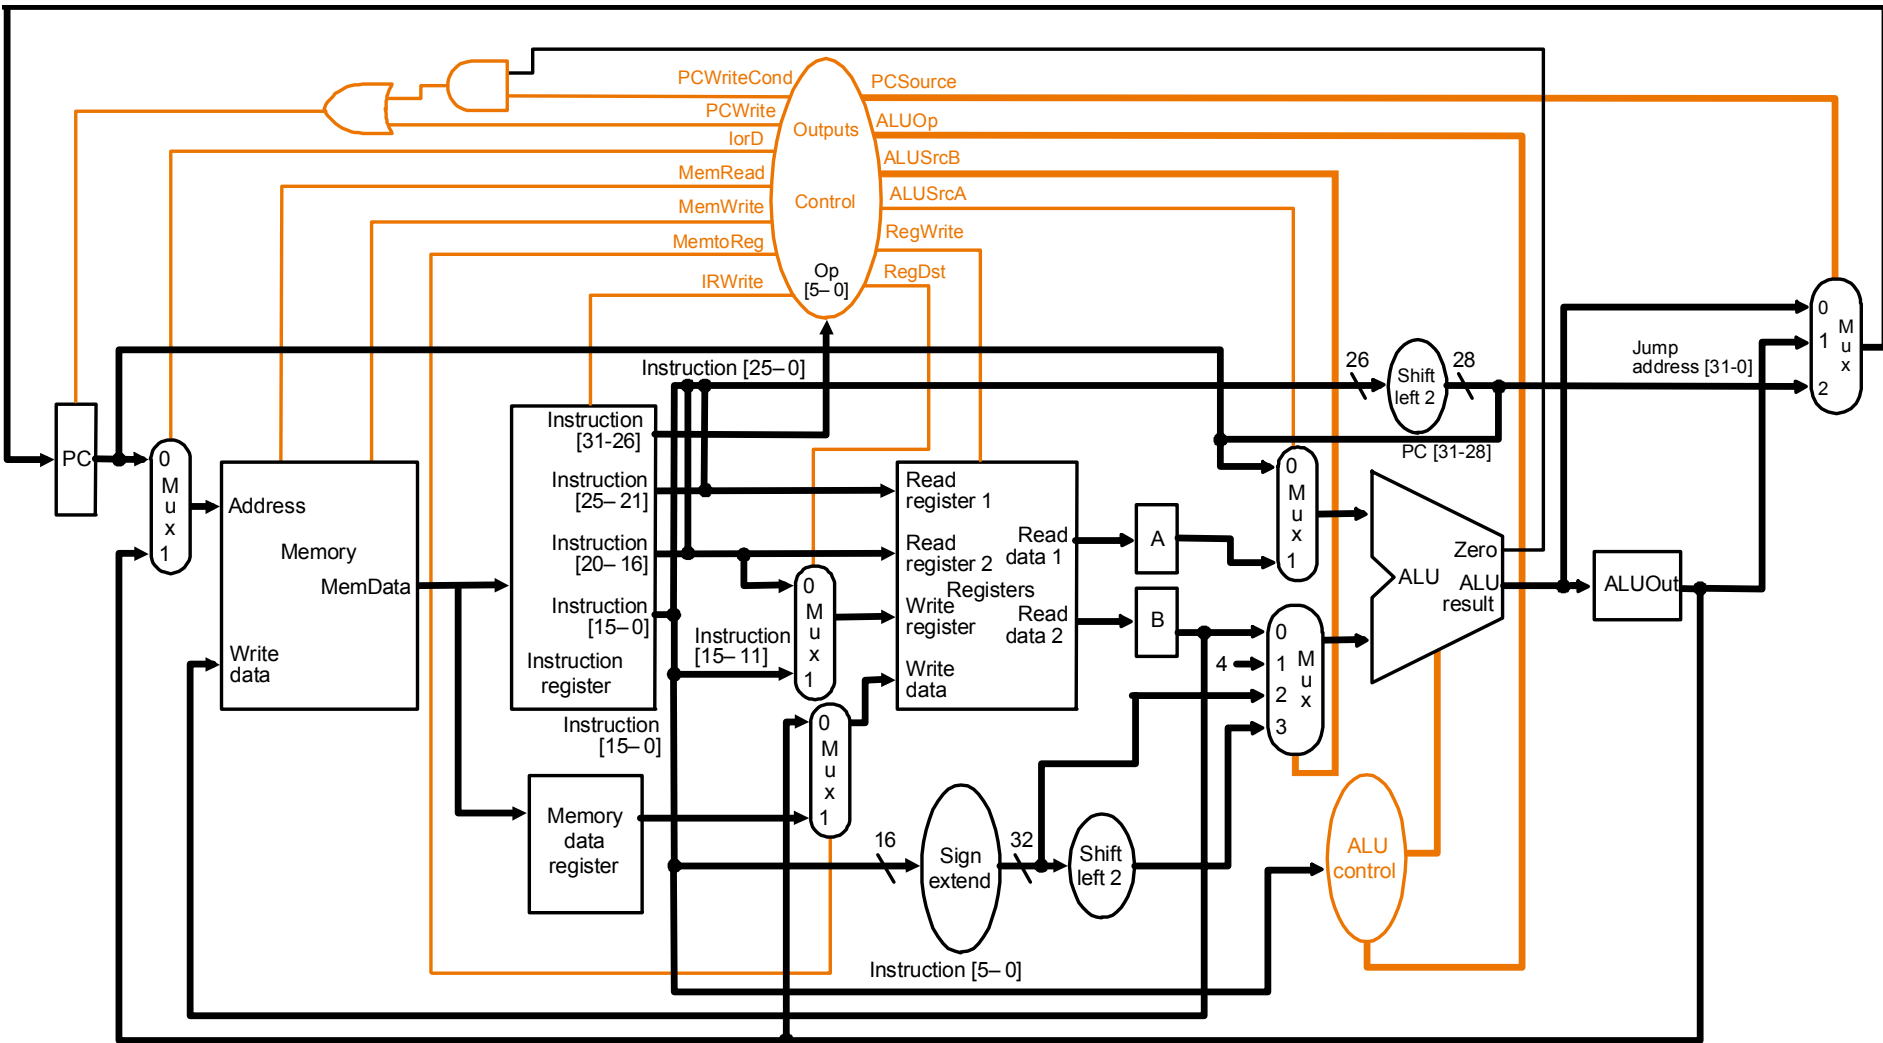 PCWriteCond
PCWrite
IorD
MemRead
MemWrite
MemtoReg
IRWrite
Outputs
Control
Op
[5–0]
PCSource
ALUOp
ALUSrcB
ALUSrcA
RegWrite
RegDst
Instruction [25–0]
26
Shift
left 2
28
Jump
address [31-0]
PC [31-28]
0
1
2
M
u
x
PC
0
M
u
x
1
Address
Memory
MemData
Write
data
Instruction
[31-26]
Instruction
[25–21]
Instruction
[20–16]
Instruction
[15–0]
Instruction
register
Instruction
[15–11]
0
M
u
x
1
Read
register 1
Read
register 2
Registers
Write
register
Write
data
Read
data 1
Read
data 2
A
B
0
M
u
x
1
4
0
1
2
3
M
u
x
ALU
Zero
ALU
result
ALUOut
Instruction
[15–0]
Memory
data
register
0
M
u
x
1
16
Sign
extend
32
Shift
left 2
ALU
control
Instruction [5–0]